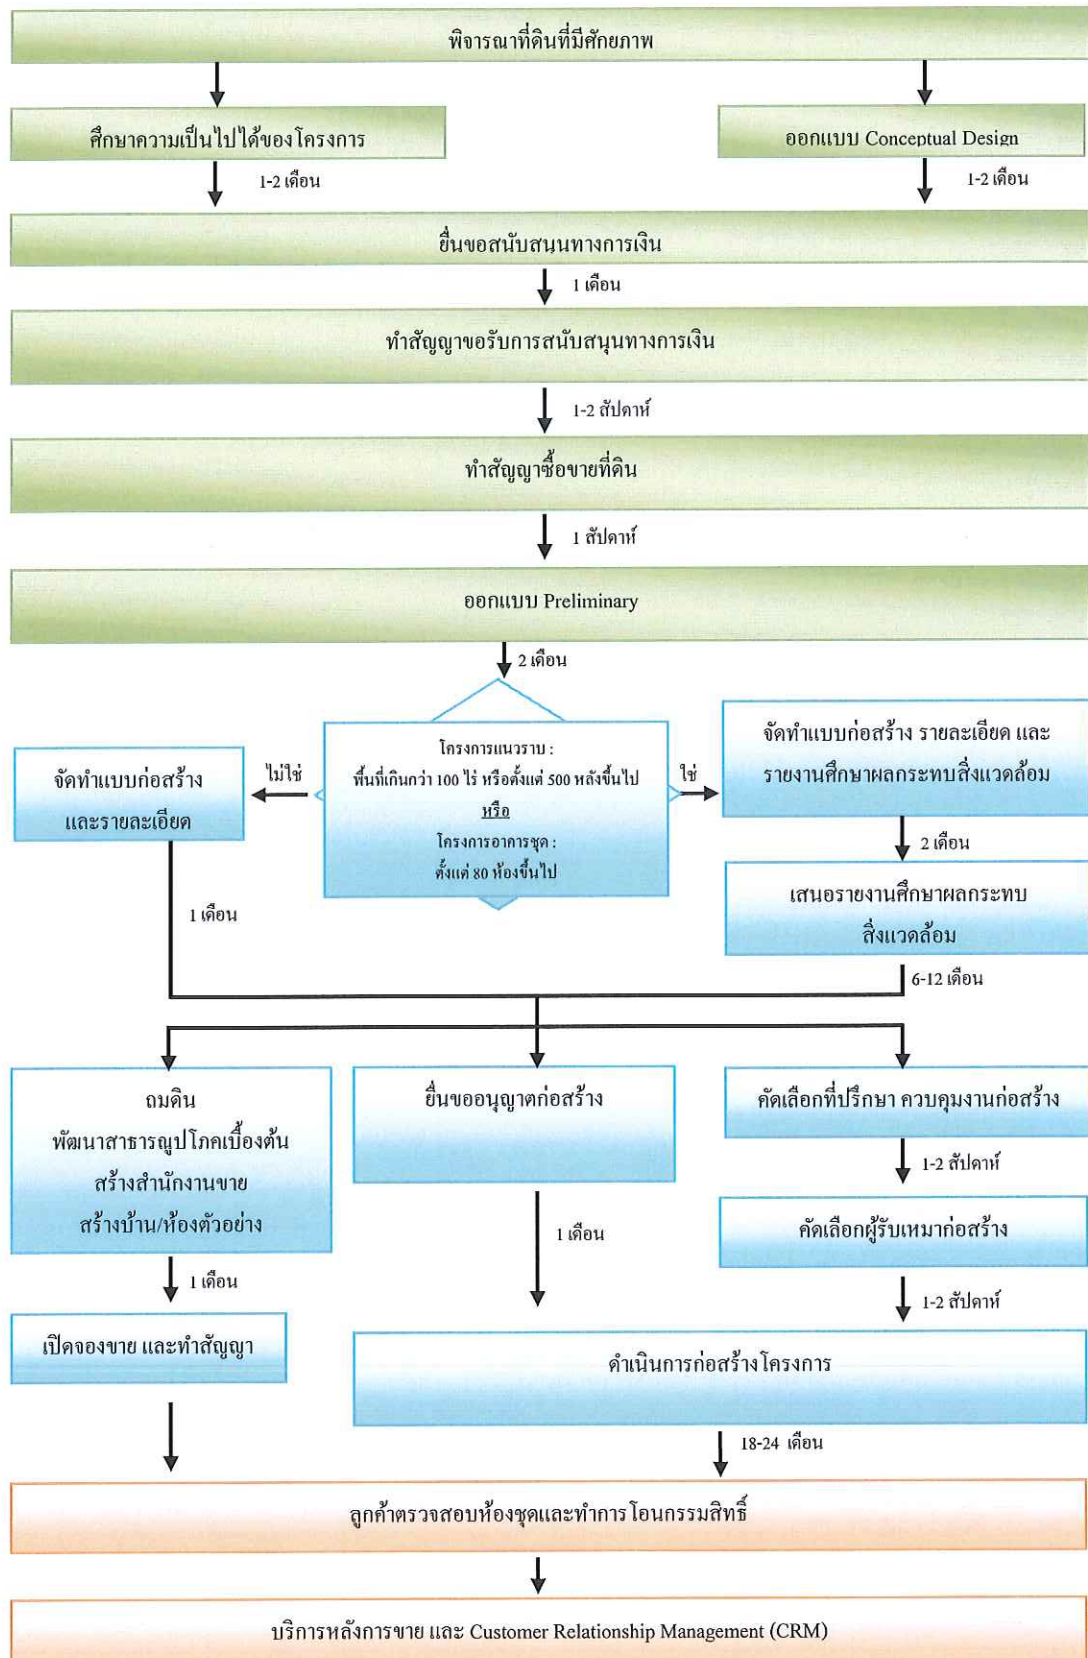 พิจารณาที่ดินที่มีศักยภาพ
ศึกษาความเป็นไปได้ของโครงการ
ออกแบบ Conceptual Design
1-2 เดือน
1-2 เดือน
ยื่นขอสนับสนุนทางการเงิน
1 เดือน
ทำสัญญาขอรับการสนับสนุนทางการเงิน
1-2 สัปดาห์
ทำสัญญาซื้อขายที่ดิน
1 สัปดาห์
ออกแบบ Preliminary
2 เดือน
โครงการแนวราบ :
พื้นที่เกินกว่า 100 ไร่ หรือตั้งแต่ 500 หลังขึ้นไป
หรือ
โครงการอาคารชุด :
ตั้งแต่ 80 ห้องขึ้นไป
ไม่ใช่
ใช่
จัดทำแบบก่อสร้าง
และรายละเอียด
จัดทำแบบก่อสร้าง รายละเอียด และ
รายงานศึกษาผลกระทบสิ่งแวดล้อม
2 เดือน
1 เดือน
เสนอรายงานศึกษาผลกระทบ
สิ่งแวดล้อม
6-12 เดือน
ถมดิน
พัฒนาสาธารณูปโภคเบื้องต้น
สร้างสำนักงานขาย
สร้างบ้าน/ห้องตัวอย่าง
ยื่นขออนุญาตก่อสร้าง
คัดเลือกที่ปรึกษา ควบคุมงานก่อสร้าง
1-2 สัปดาห์
คัดเลือกผู้รับเหมาก่อสร้าง
1 เดือน
1 เดือน
1-2 สัปดาห์
เปิดจองขาย และทำสัญญา
ดำเนินการก่อสร้างโครงการ
18-24 เดือน
ลูกค้าตรวจสอบห้องชุดและทำการโอนกรรมสิทธิ์
บริการหลังการขาย และ Customer Relationship Management (CRM)